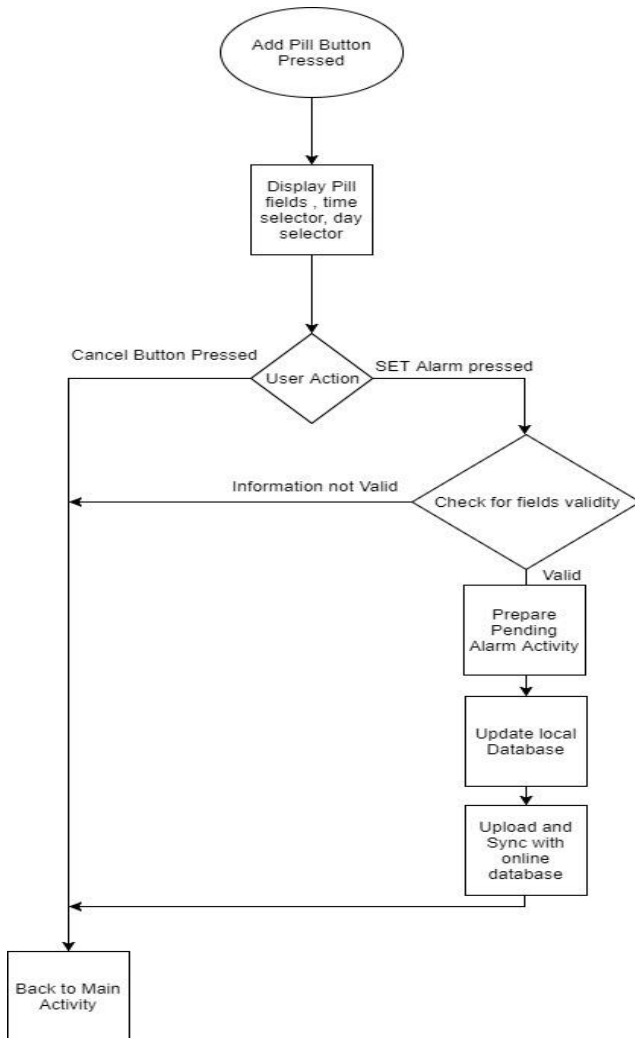 Add Pill Button
Pressed
Display Pill
fields , time
selector, day
selector
Cancel Button Pressed
User Action
SET Alarm pressed
Information not Valid
Check for fields validity
Valid
Prepare
Pending
Alarm Activity
Update local
Database
Upload and
Sync with
online
database
Back to Main
Activity